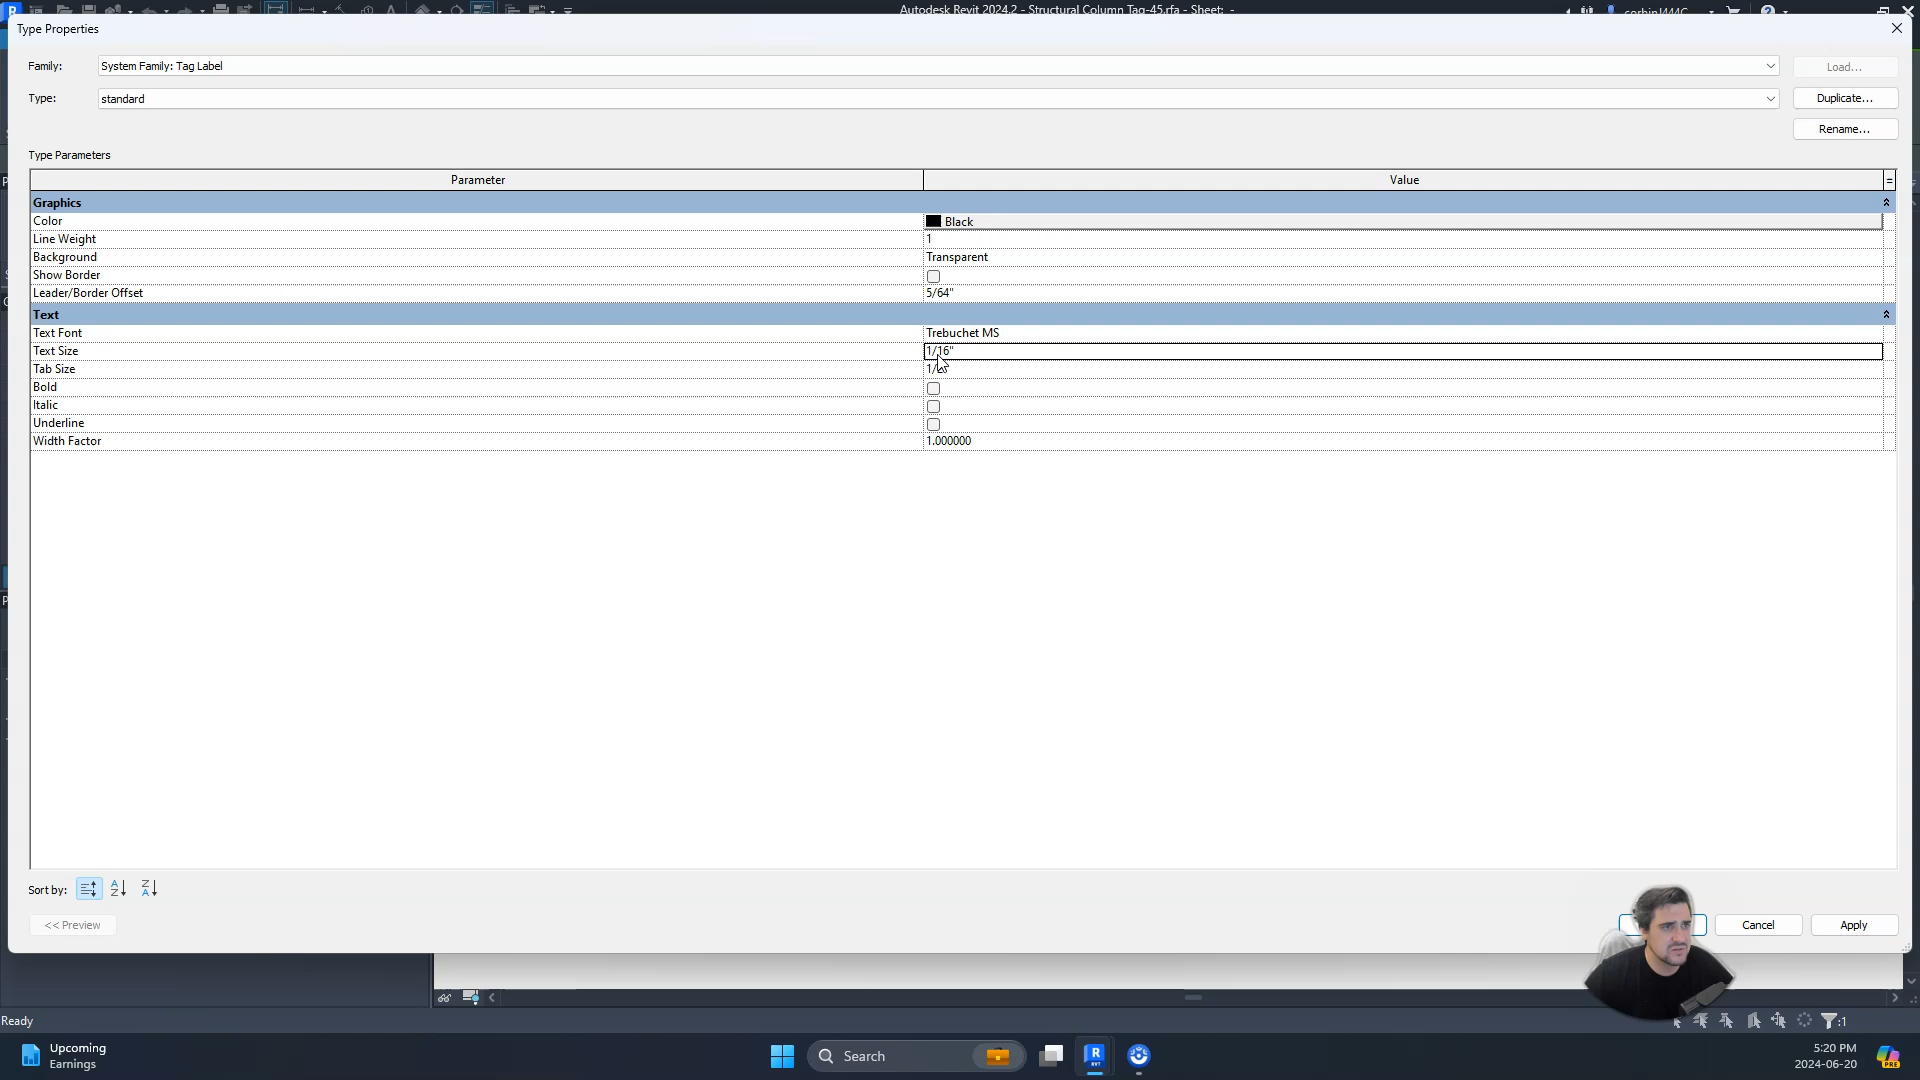 Autodesk Revit 2024.2 - Structural Column Tag-45.rfa - Sheet: -
Type Properties
Family:
System Family: Tag Label
Load...
Type:
standard
Duplicate...
Rename...
Type Parameters
Parameter
Value
=
Graphics
Color
Black
Line Weight
1
Background
Transparent
Show Border
Leader/Border Offset
5/64"
Text
Text Font
Trebuchet MS
Text Size
1/16"
Tab Size
Bold
Italic
Underline
Width Factor
1.000000
Sort by:
<< Preview
Cancel
Apply
Ready
:1
Upcoming
Earnings
Search
5:20 PM
2024-06-20